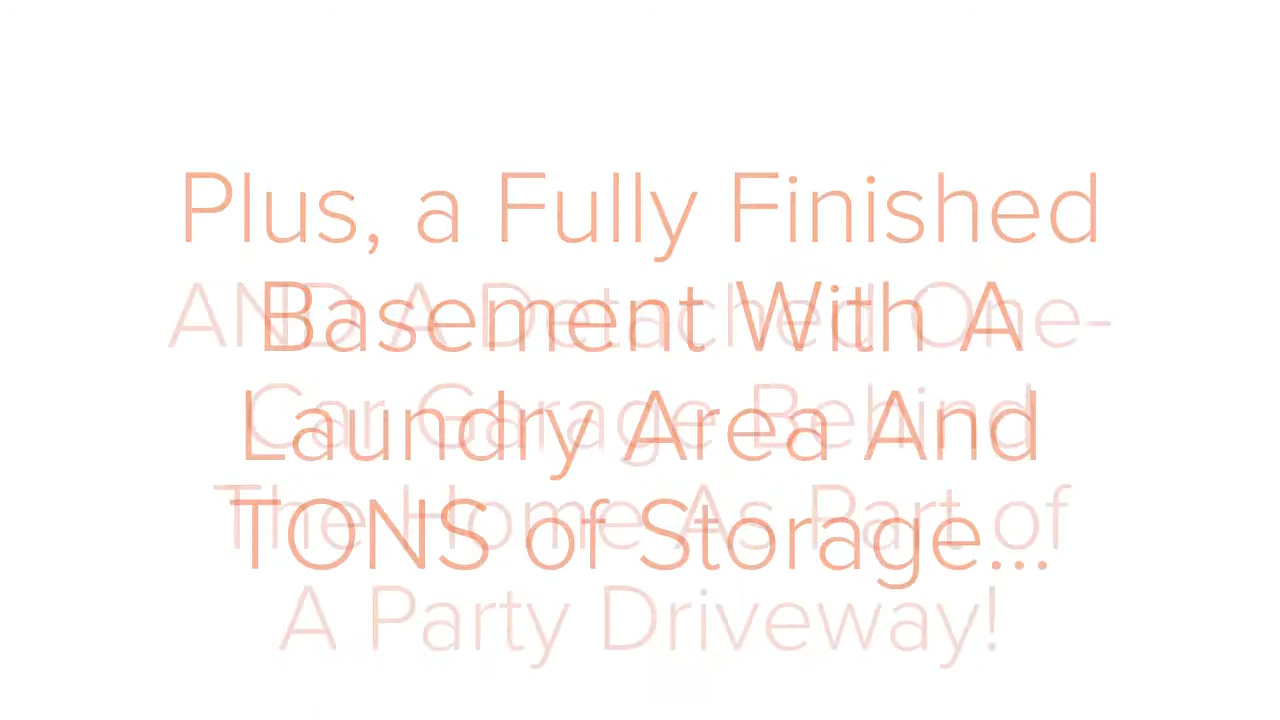 Plus, a Fully Finished
Basement With A
Laundry Area And
TONS of Storage...
AND A Detached One-
Car Garage Behind
The Home As Part of
A Party Driveway!